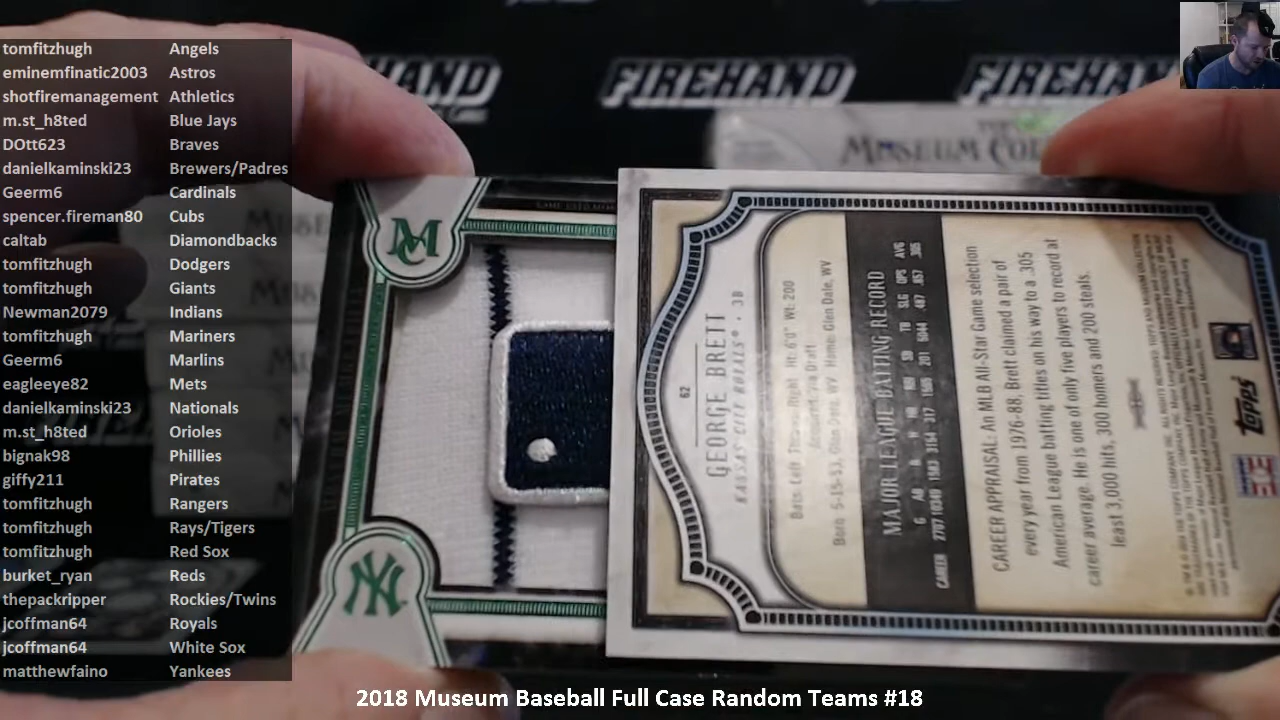 tomfitzhugh Angels
eminemfinatic2003 Astros
shotfiremanagement Athletics
m.st_h8ted Blue Jays
DOtt623 Braves
danielkaminski23 Brewers/Padres
Geerm6 Cardinals
spencer.fireman80 Cubs
caltab Diamondbacks
tomfitzhugh Dodgers
tomfitzhugh Giants
Newman2079 Indians
tomfitzhugh Mariners
Geerm6 Marlins
eagleeye82 Mets
danielkaminski23 Nationals
m.st_h8ted Orioles
bignak98 Phillies
giffy211 Pirates
tomfitzhugh Rangers
tomfitzhugh Rays/Tigers
tomfitzhugh Red Sox
burket_ryan Reds
thepackripper Rockies/Twins
jcoffman64 Royals
jcoffman64 White Sox
matthewfaino Yankees
FIREHAND
MUSEUM
MC
NY
62
GEORGE BRETT
KANSAS CITY ROYALS • 3B
MAJOR LEAGUE BATTING RECORD
CAREER APPRAISAL: An MLB All-Star Game selection
every year from 1976-88, Brett claimed a pair of
American League batting titles on his way to a .305
career average. He is one of only five players to record at
least 3,000 hits, 300 homers and 200 steals.
Topps
2018 Museum Baseball Full Case Random Teams #18